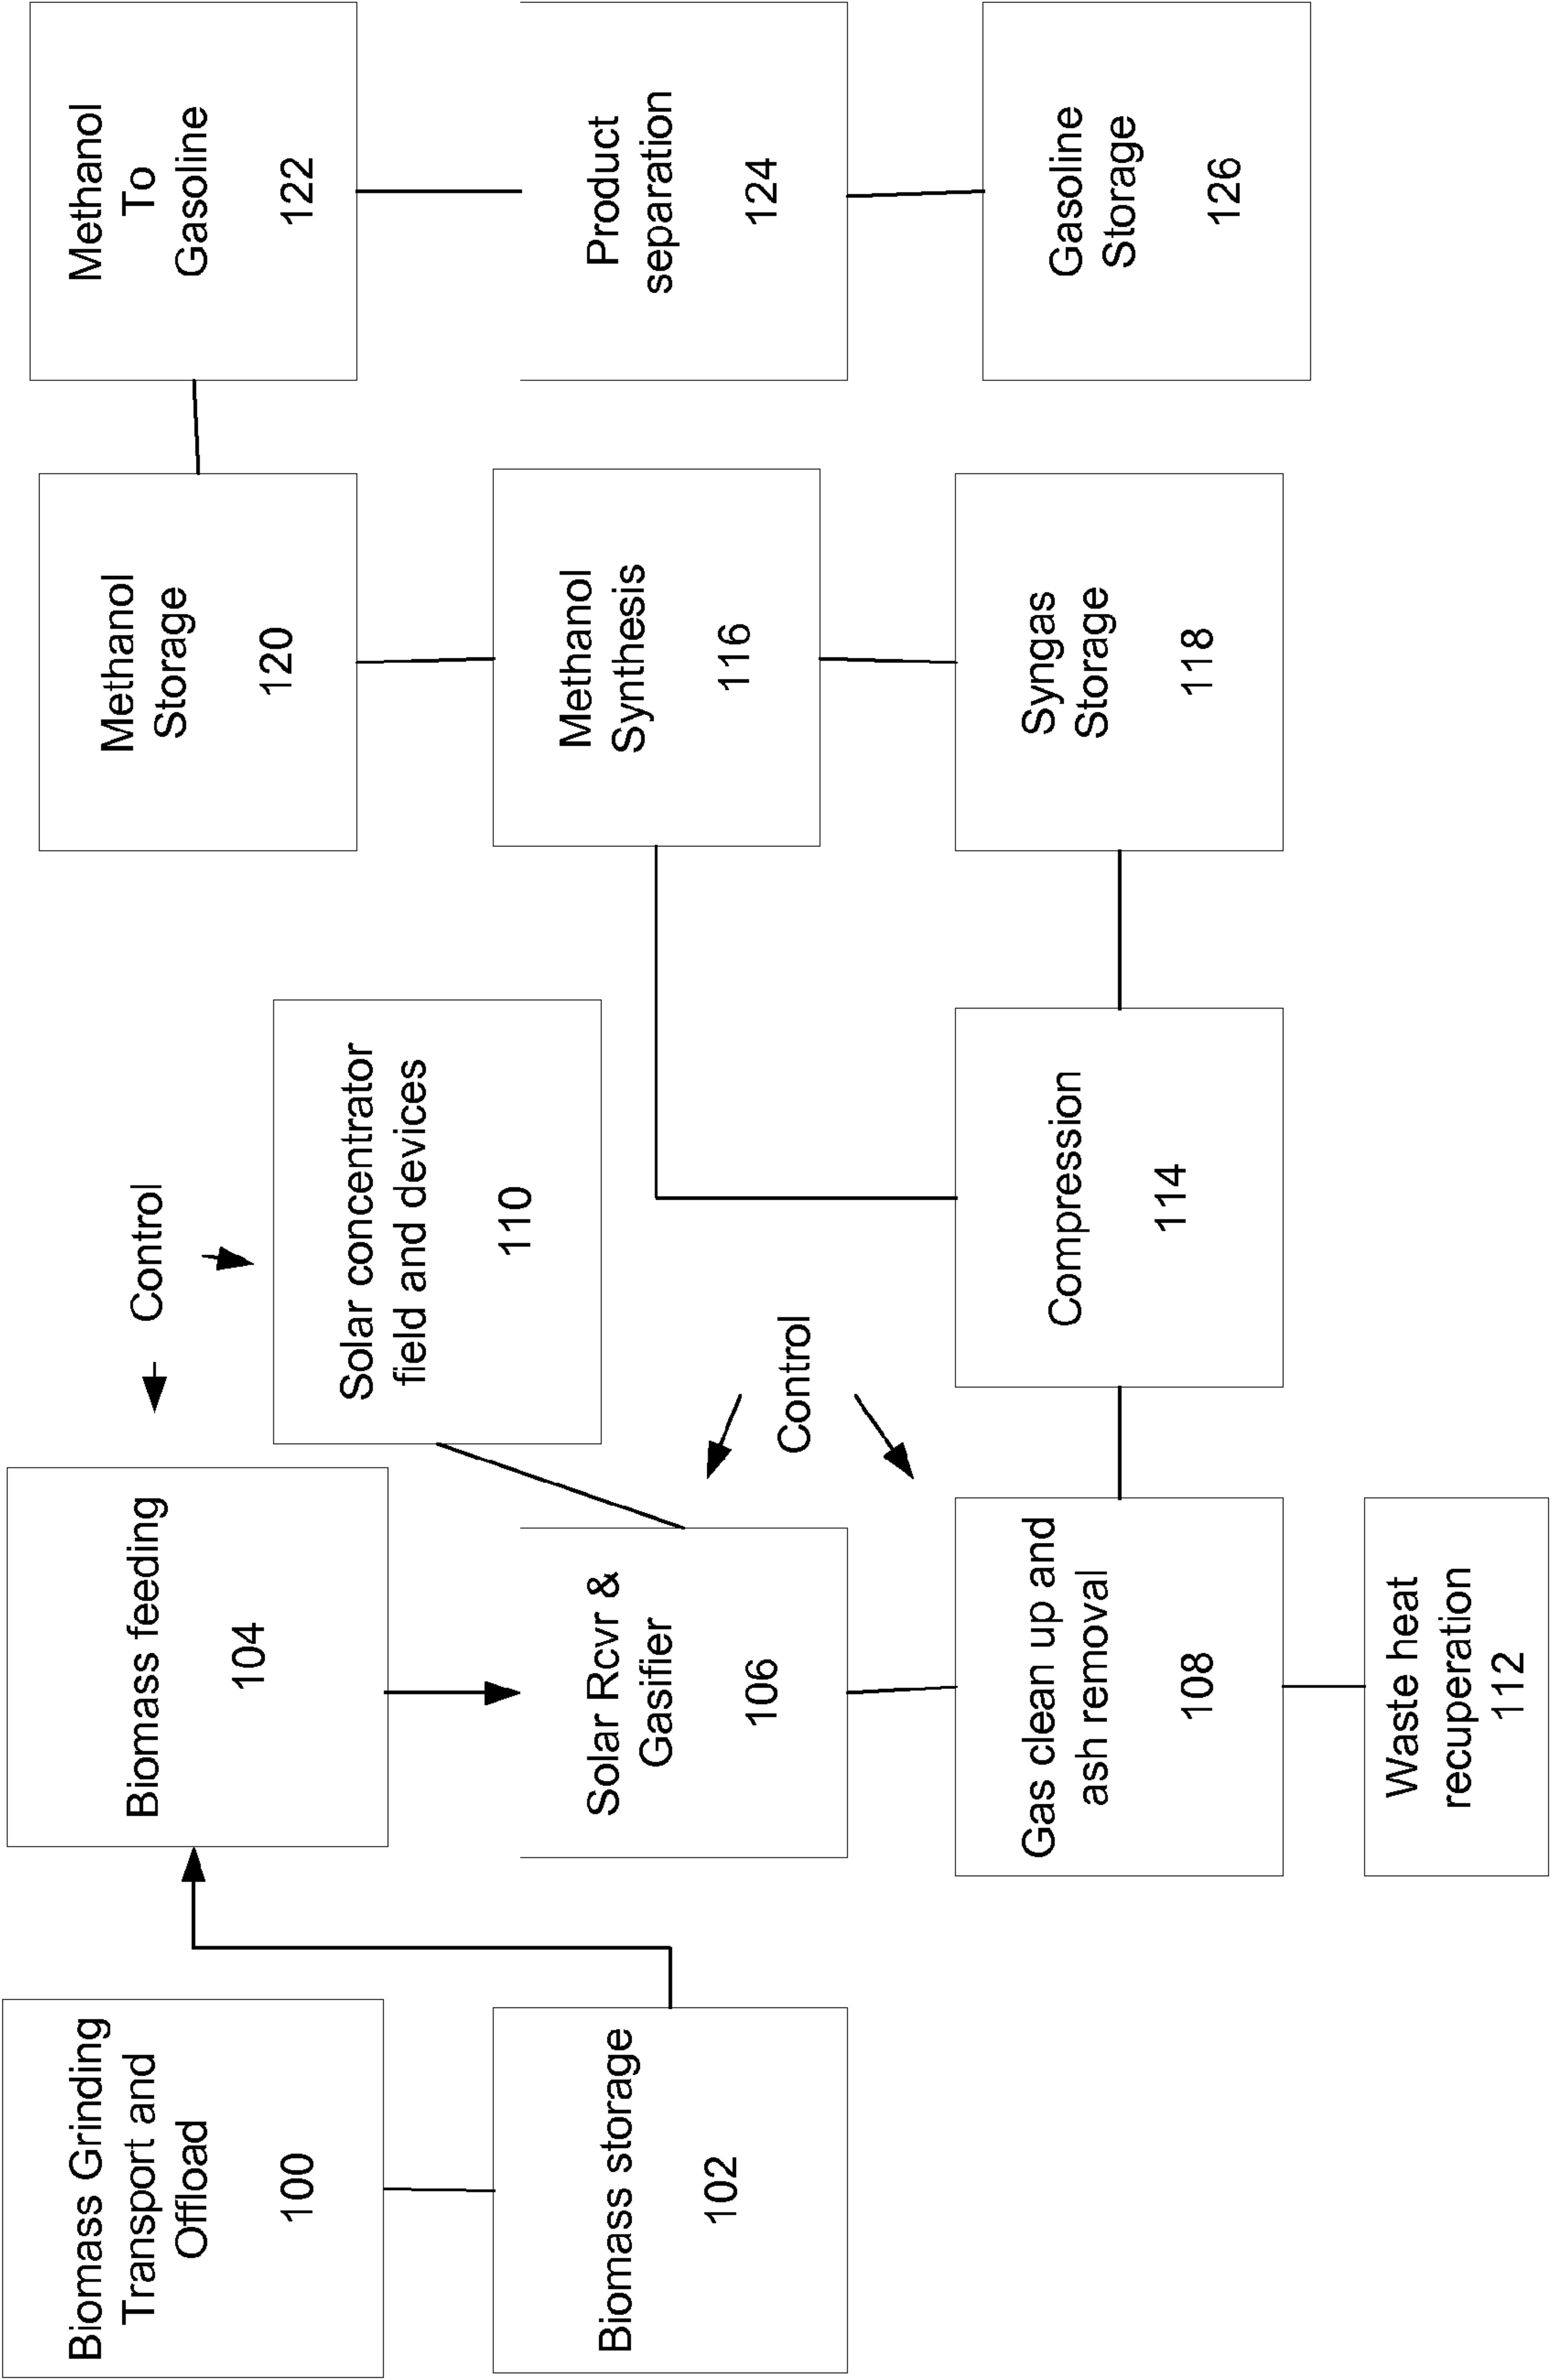 Biomass Grinding
Transport and
Offload
100
Biomass storage
102
Biomass feeding
104
Solar Rcvr &
Gasifier
106
Gas clean up and
ash removal
108
Waste heat
recuperation
112
Control
Solar concentrator
field and devices
110
Control
Compression
114
Methanol
Storage
120
Methanol
Synthesis
116
Syngas
Storage
118
Methanol
To
Gasoline
122
Product
separation
124
Gasoline
Storage
126